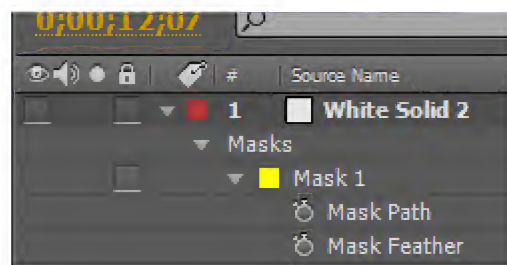 0;00;12;07
# Source Name
1 White Solid 2
Masks
Mask 1
Mask Path
Mask Feather